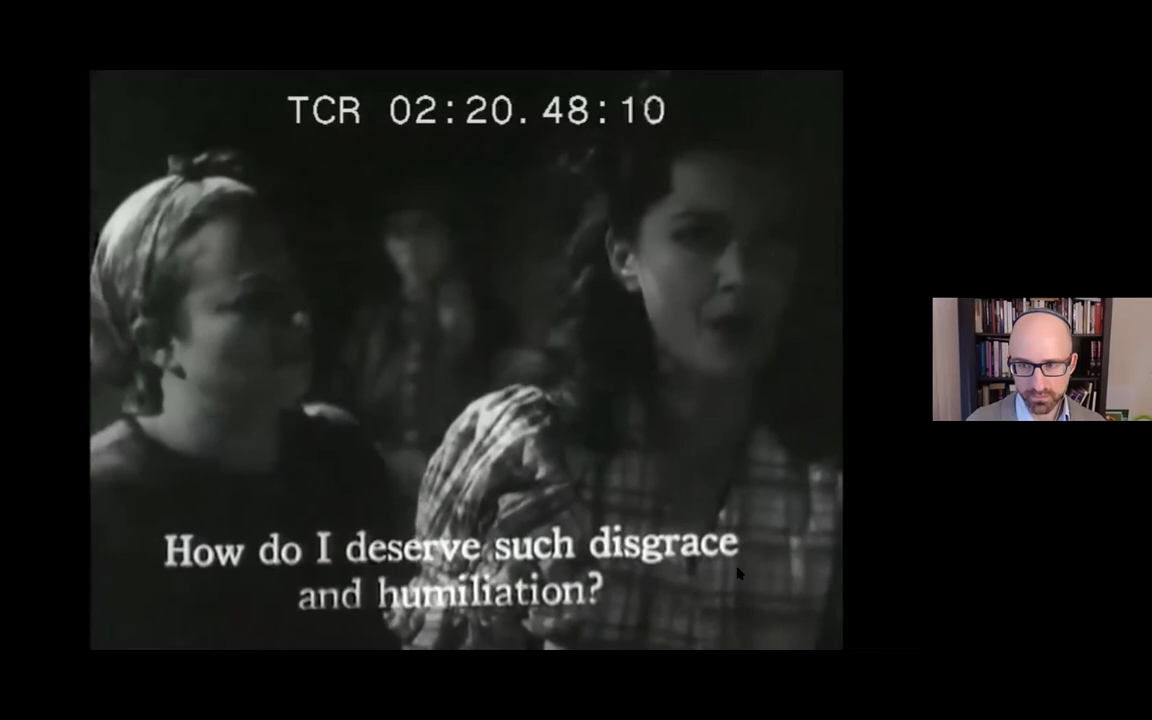 TCR 02:20.48:10
How do I deserve such disgrace
and humiliation?